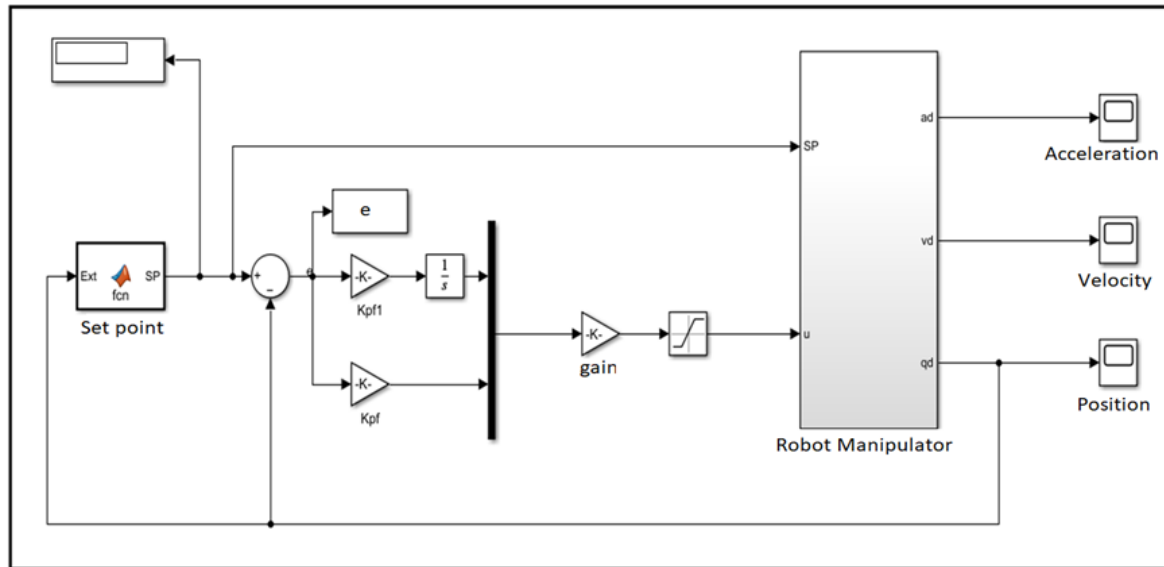 ad
SP
Acceleration
e
vd
Ext
SP
fcn
e
-K-
1
s
Velocity
Set point
Kpf1
u
-K-
gain
qd
-K-
Kpf
Position
Robot Manipulator